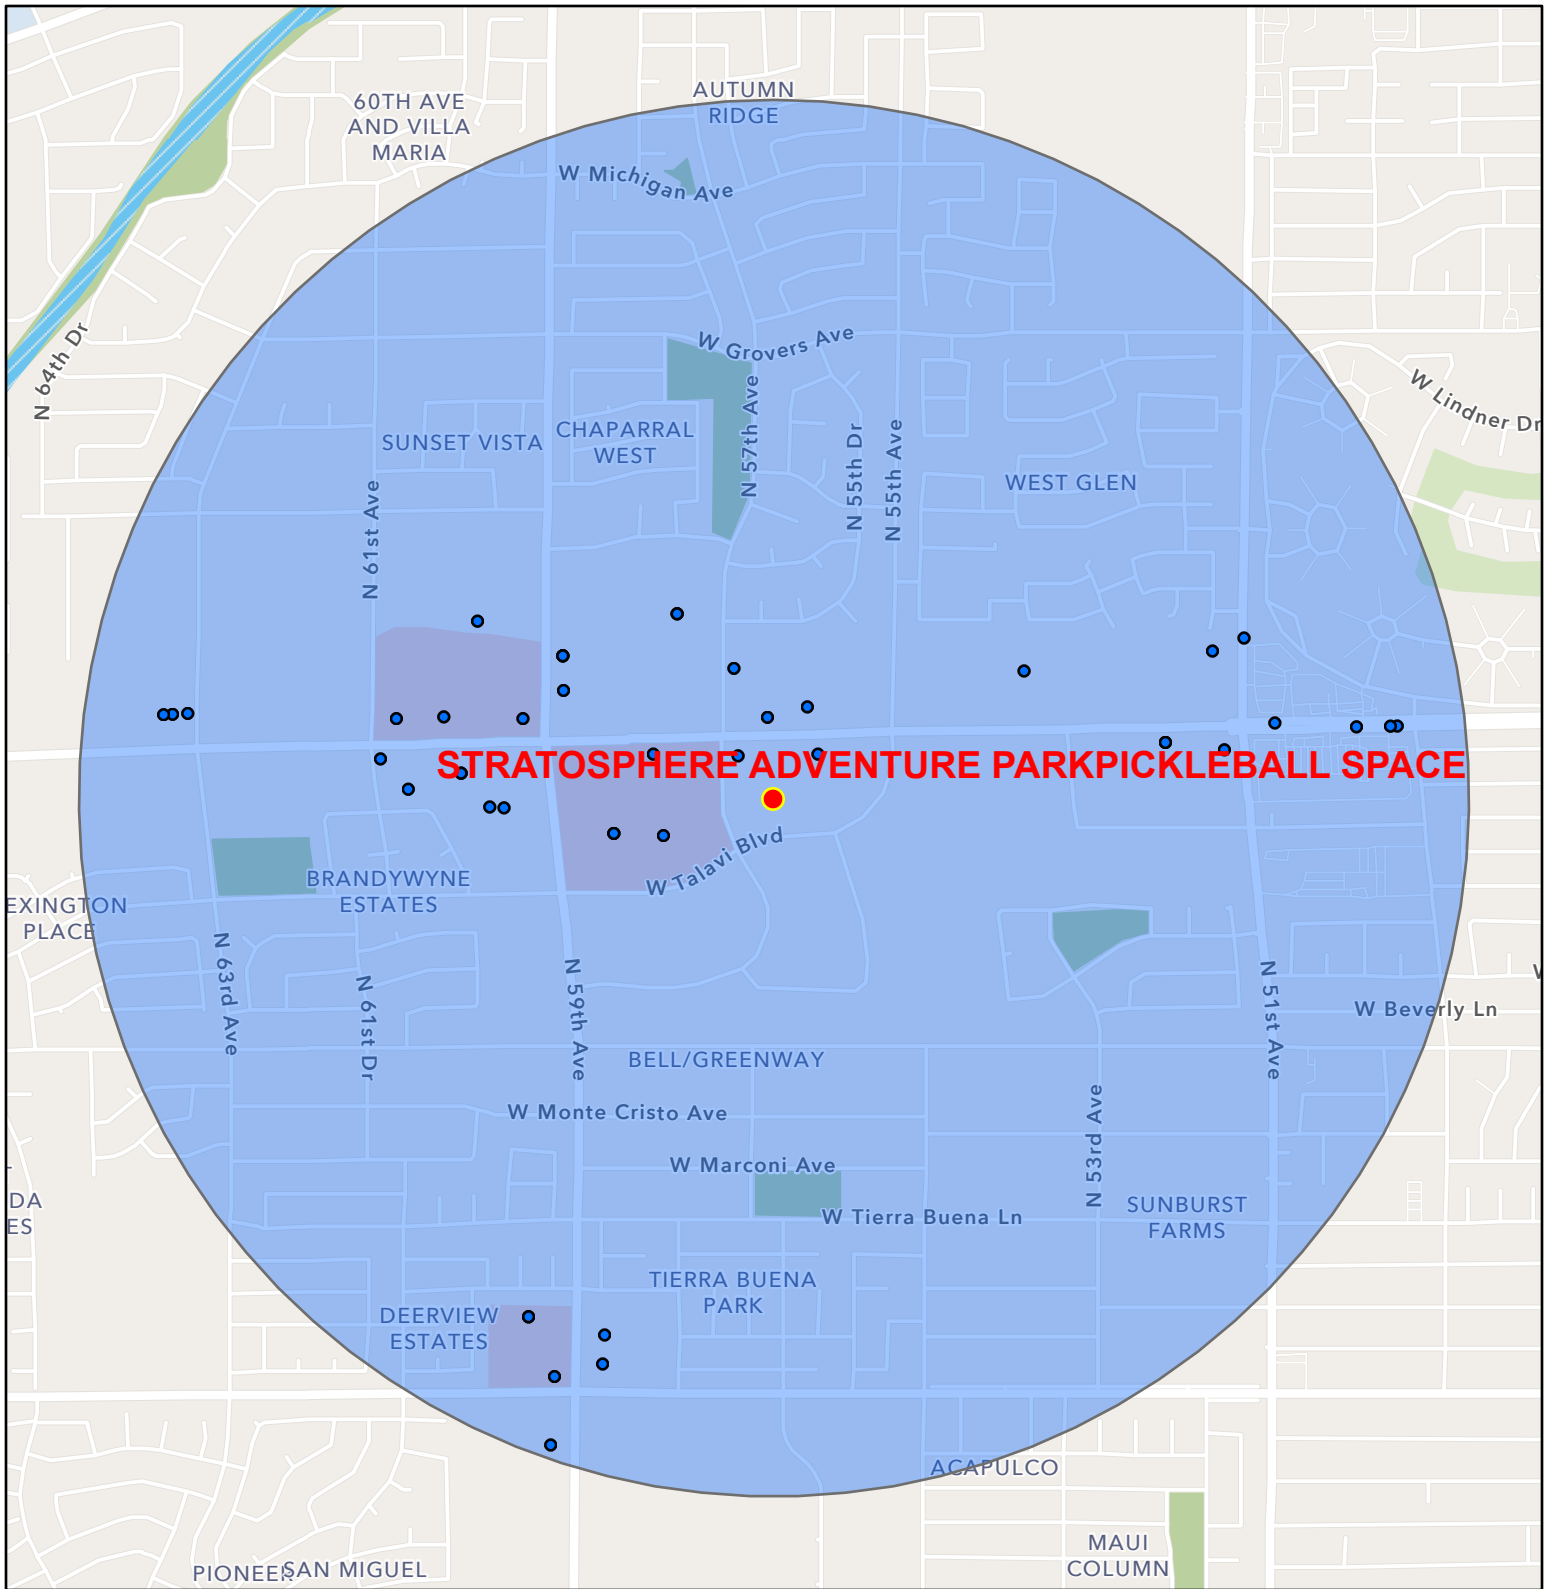 AUTUMN
RIDGE
60TH AVE
AND VILLA
MARIA
W Michigan Ave
N 64th Dr
W Grovers Ave
W Lindner Dr
N 57th Ave
SUNSET VISTA
CHAPARRAL
WEST
N 55th Dr
N 55th Ave
WEST GLEN
N 61st Ave
STRATOSPHERE ADVENTURE PARKPICKLEBALL SPACE
W Talavi Blvd
BRANDYWYNE
ESTATES
EXINGTON
PLACE
N 63rd Ave
N 61st Dr
N 59th Ave
N 51st Ave
W
W Beverly Ln
BELL/GREENWAY
W Monte Cristo Ave
N 53rd Ave
W Marconi Ave
DA
ES
W Tierra Buena Ln
SUNBURST
FARMS
TIERRA BUENA
PARK
DEERVIEW
ESTATES
ACAPULCO
MAUI
COLUMN
PIONEER
SAN MIGUEL